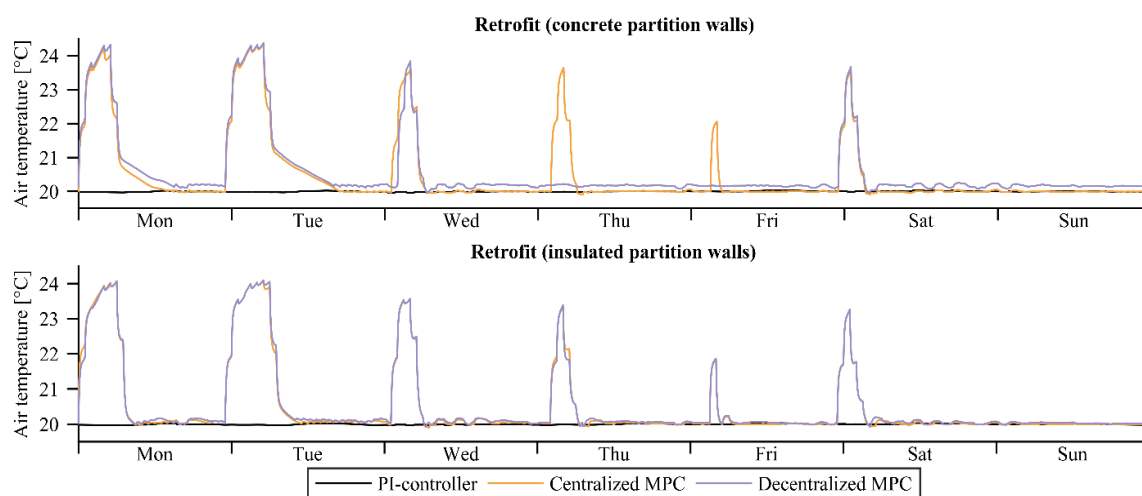 Retrofit (concrete partition walls)
Air temperature [°C]
24
23
22
21
20
Mon Tue Wed Thu Fri Sat Sun
Retrofit (insulated partition walls)
Air temperature [°C]
24
23
22
21
20
Mon Tue Wed Thu Fri Sat Sun
PI-controller Centralized MPC Decentralized MPC